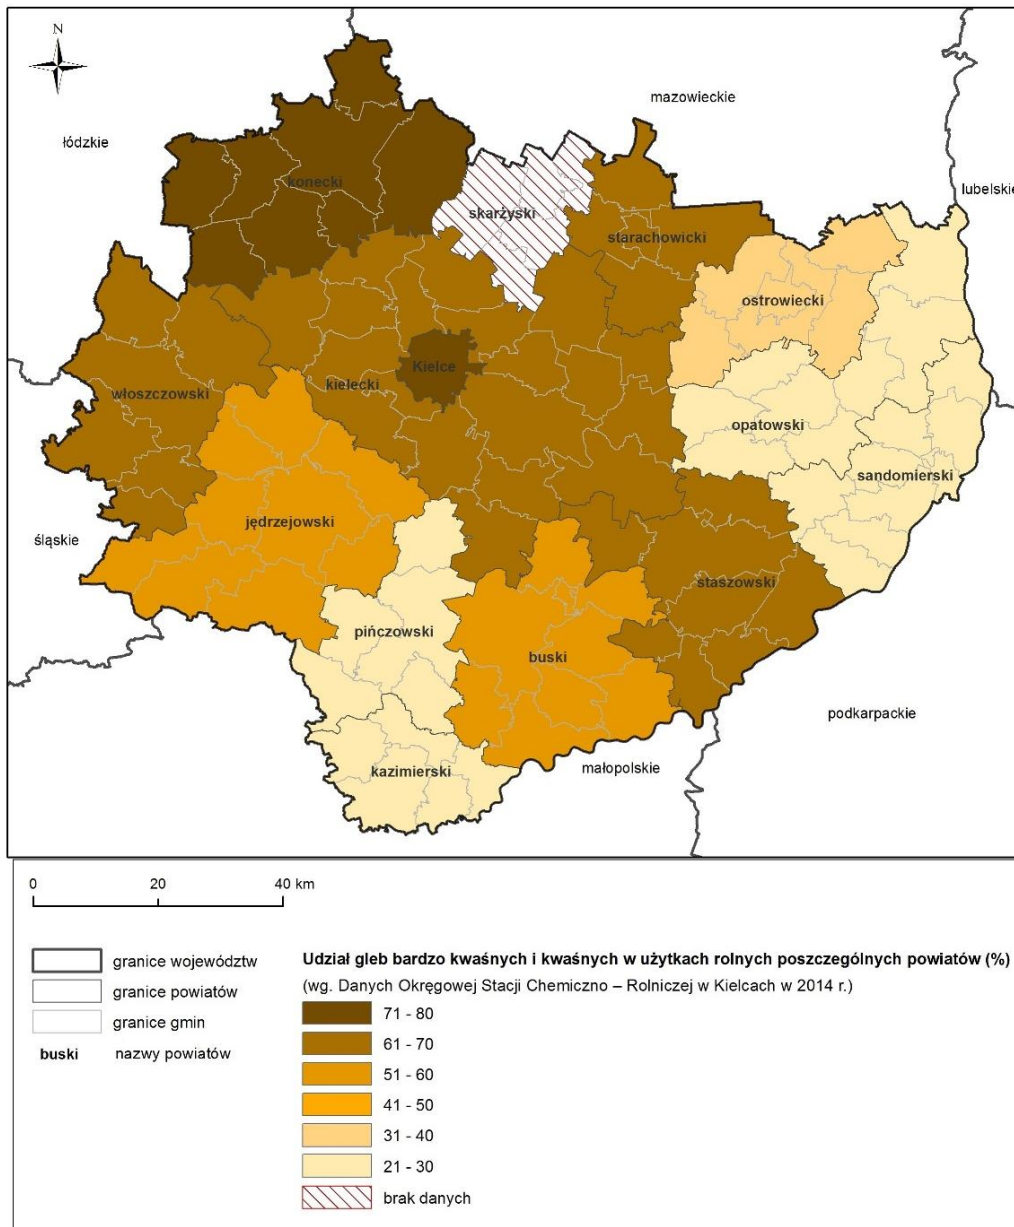 N
mazowieckie
łódzkie
lubelskie
konecki
skarżyski
starachowicki
ostrowiecki
Kielce
włoszczowski
kielecki
opatowski
sandomierski
jędrzejowski
śląskie
staszowski
pińczowski
buski
podkarpackie
małopolskie
kazimierski
0 20 40 km
granice województw
granice powiatów
granice gmin
buski nazwy powiatów
Udział gleb bardzo kwaśnych i kwaśnych w użytkach rolnych poszczególnych powiatów (%)
(wg. Danych Okręgowej Stacji Chemiczno – Rolniczej w Kielcach w 2014 r.)
71 - 80
61 - 70
51 - 60
41 - 50
31 - 40
21 - 30
brak danych